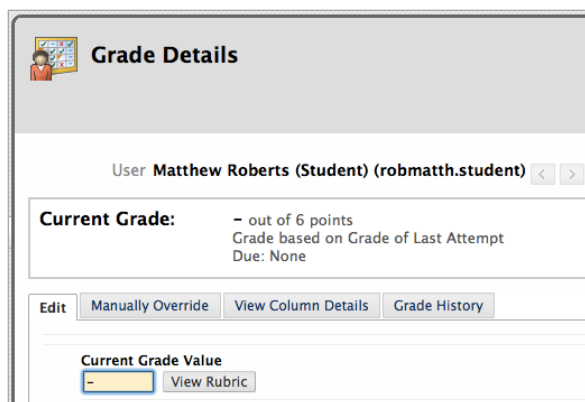 Grade Details
User Matthew Roberts (Student) (robmatth.student) < >
Current Grade: – out of 6 points
Grade based on Grade of Last Attempt
Due: None
Edit Manually Override View Column Details Grade History
Current Grade Value
– View Rubric